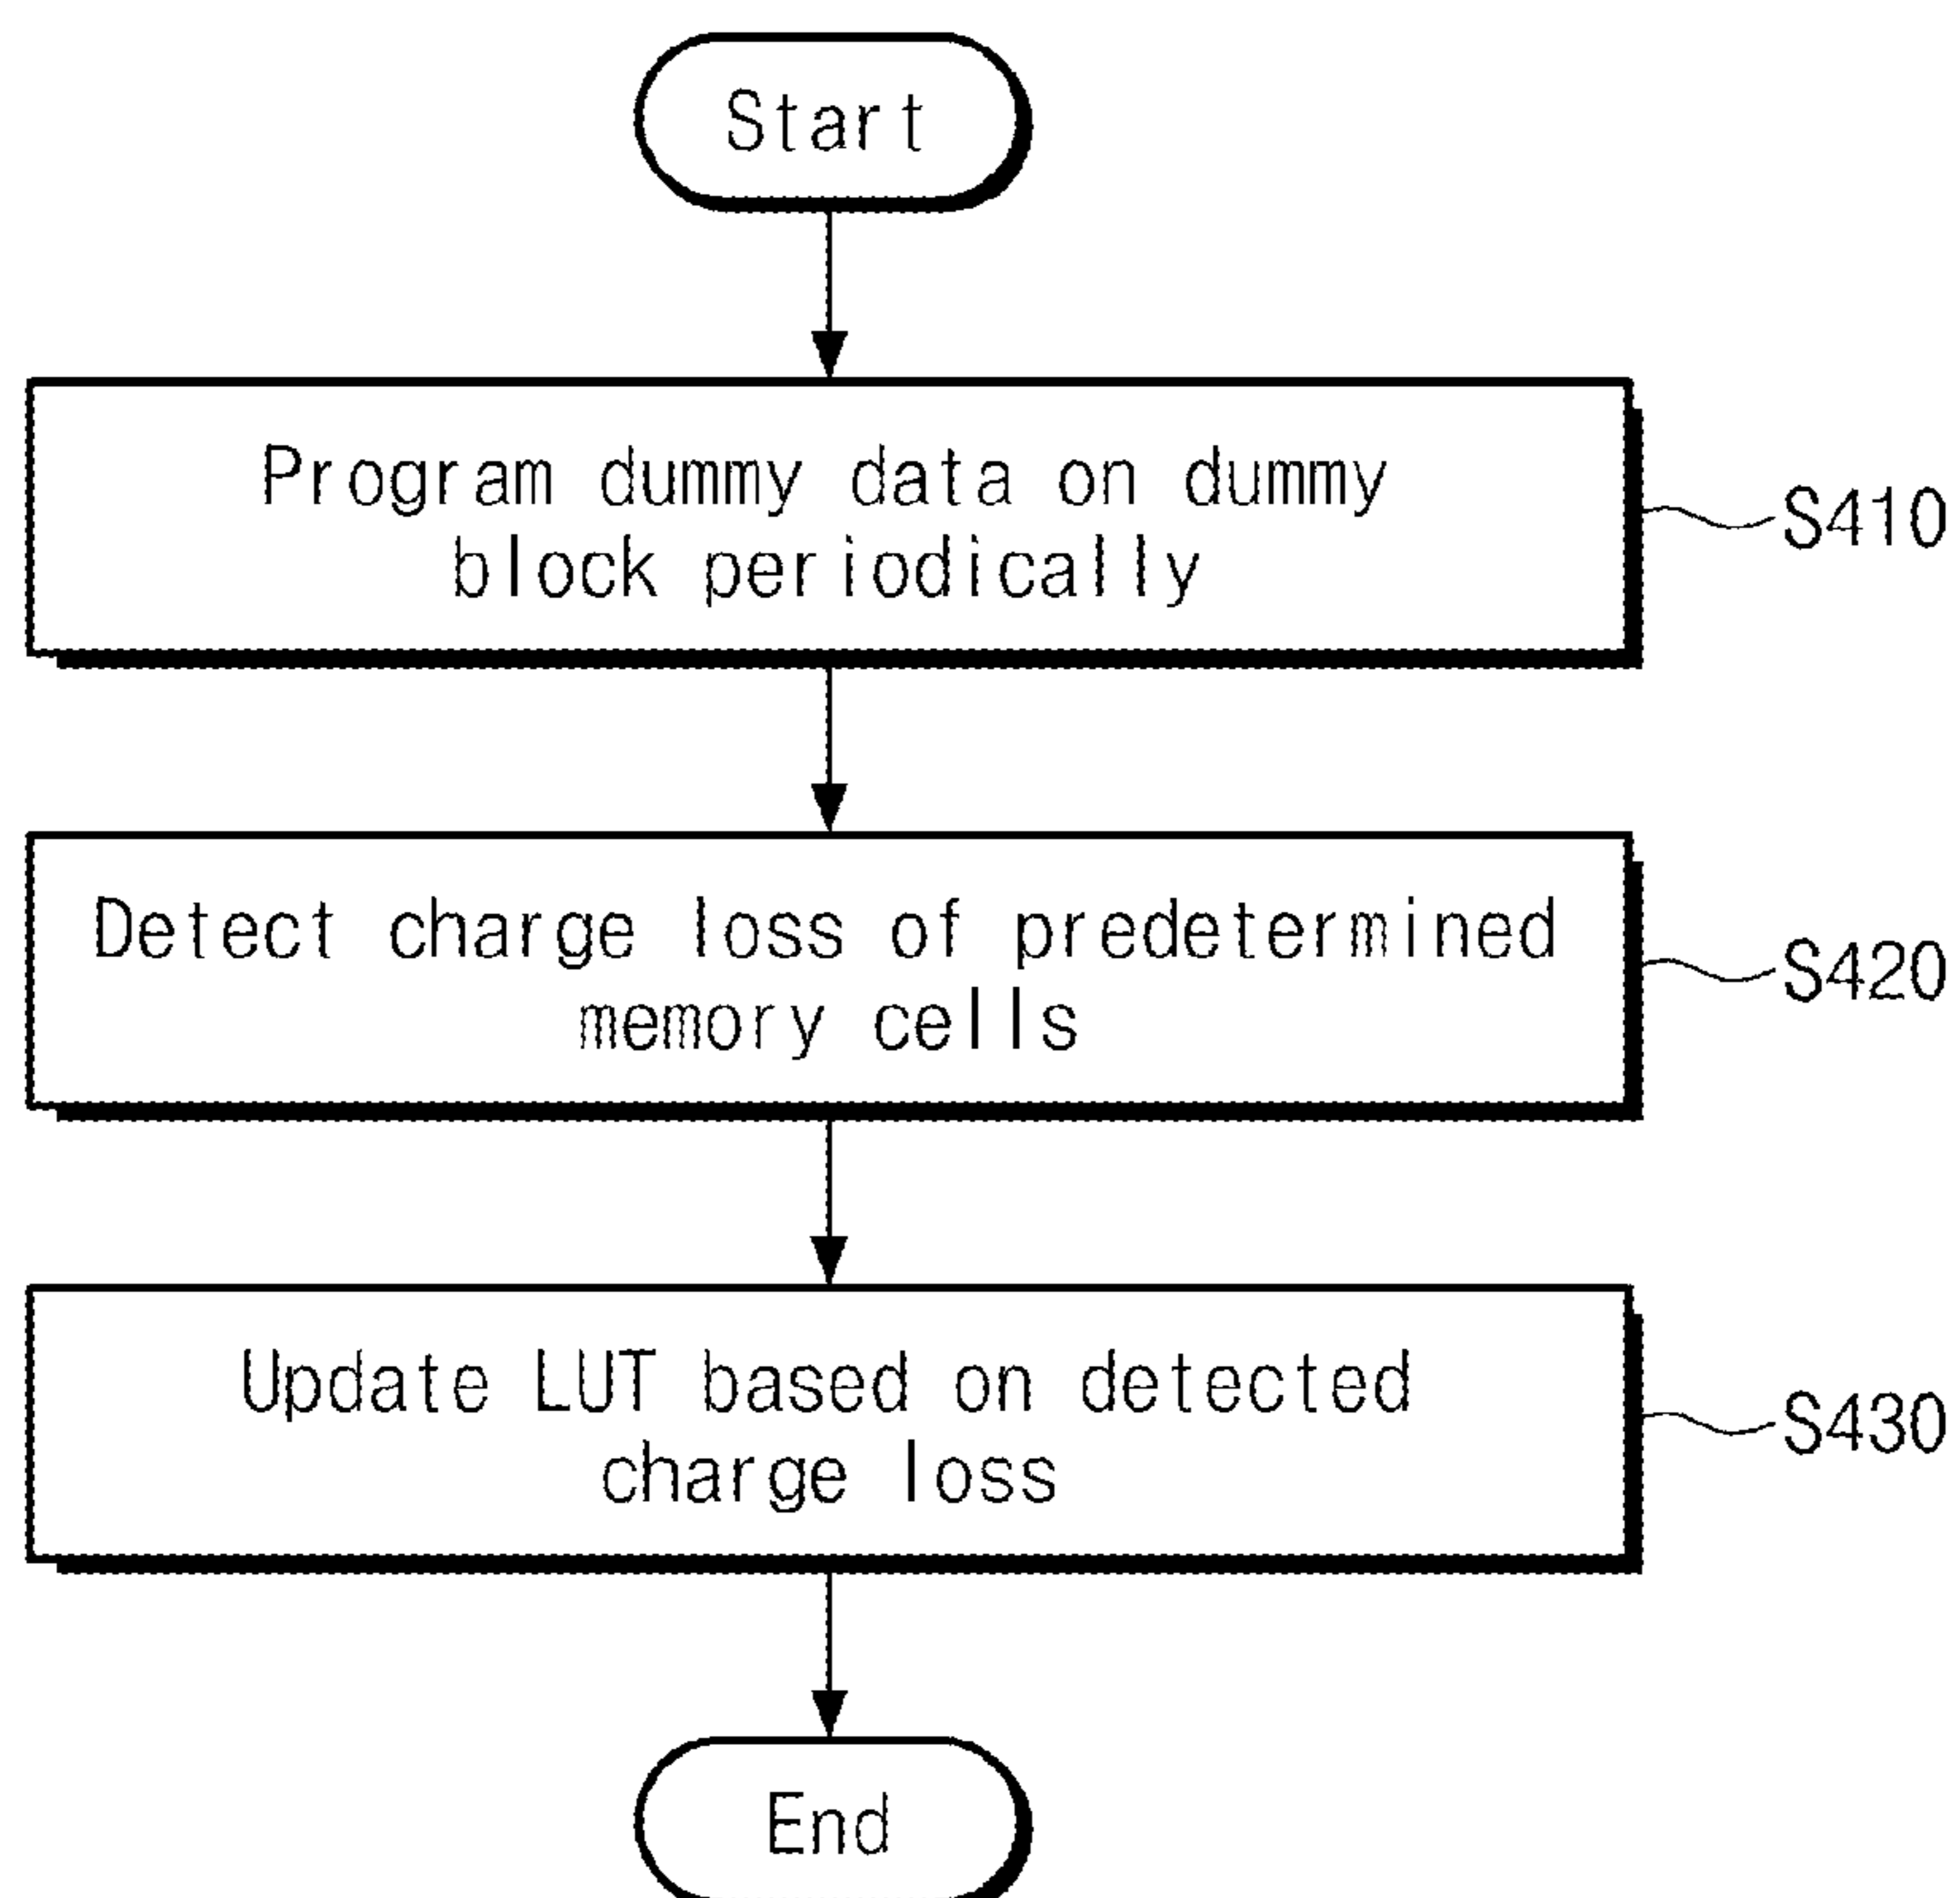 Start
Program dummy data on dummy
block periodically
S410
Detect charge loss of predetermined
memory cells
S420
Update LUT based on detected
charge loss
S430
End